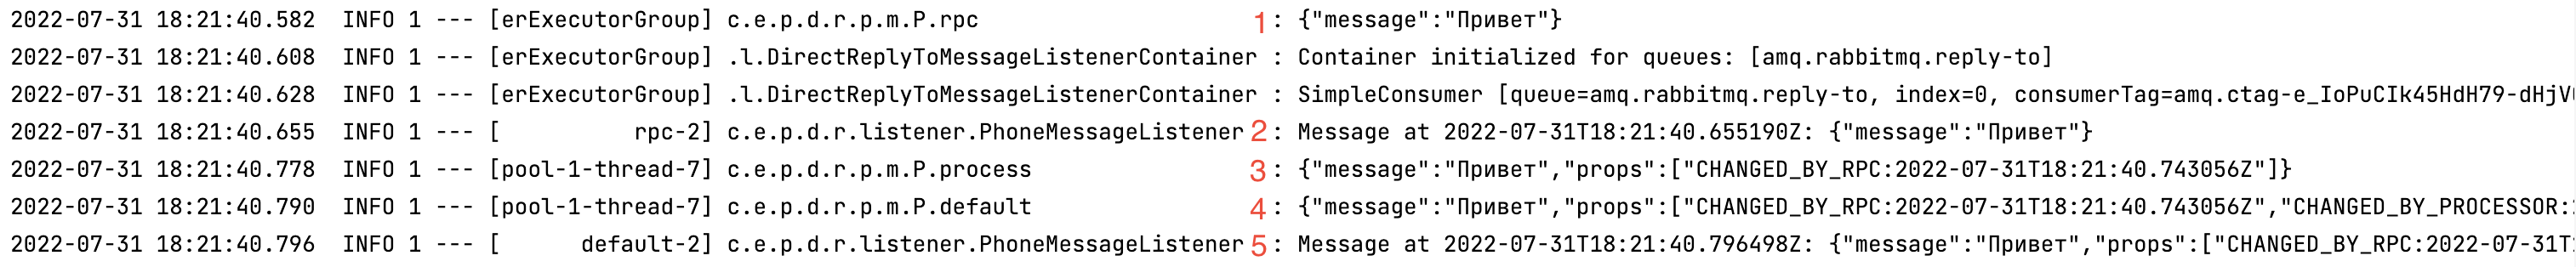 2022-07-31 18:21:40.582  INFO 1 --- [erExecutorGroup] c.e.p.d.r.p.m.P.rpc                     1 : {"message":"Привет"}
2022-07-31 18:21:40.608  INFO 1 --- [erExecutorGroup] .l.DirectReplyToMessageListenerContainer : Container initialized for queues: [amq.rabbitmq.reply-to]
2022-07-31 18:21:40.628  INFO 1 --- [erExecutorGroup] .l.DirectReplyToMessageListenerContainer : SimpleConsumer [queue=amq.rabbitmq.reply-to, index=0, consumerTag=amq.ctag-e_IoPuCIk45HdH79-dHjV
2022-07-31 18:21:40.655  INFO 1 --- [          rpc-2] c.e.p.d.r.listener.PhoneMessageListener 2 : Message at 2022-07-31T18:21:40.655190Z: {"message":"Привет"}
2022-07-31 18:21:40.778  INFO 1 --- [pool-1-thread-7] c.e.p.d.r.p.m.P.process                 3 : {"message":"Привет","props":["CHANGED_BY_RPC:2022-07-31T18:21:40.743056Z"]}
2022-07-31 18:21:40.790  INFO 1 --- [pool-1-thread-7] c.e.p.d.r.p.m.P.default                 4 : {"message":"Привет","props":["CHANGED_BY_RPC:2022-07-31T18:21:40.743056Z","CHANGED_BY_PROCESSOR:
2022-07-31 18:21:40.796  INFO 1 --- [      default-2] c.e.p.d.r.listener.PhoneMessageListener 5 : Message at 2022-07-31T18:21:40.796498Z: {"message":"Привет","props":["CHANGED_BY_RPC:2022-07-31T